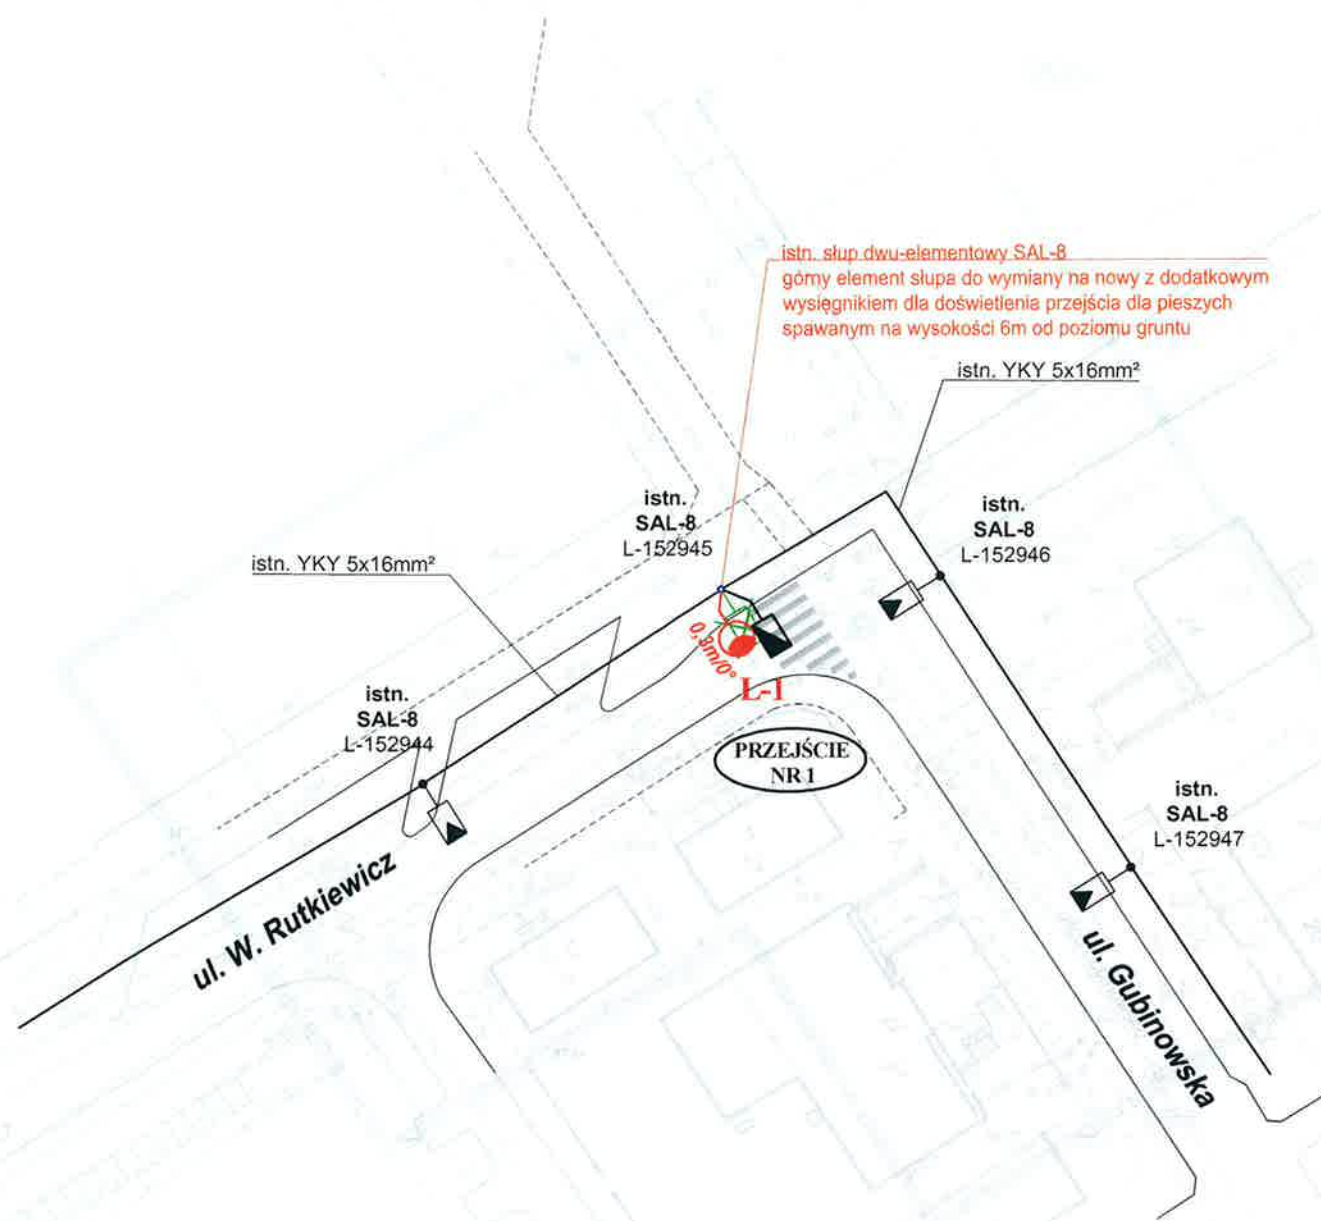 istn. słup dwu-elementowy SAL-8
górny element słupa do wymiany na nowy z dodatkowym
wysięgnikiem dla doświetlenia przejścia dla pieszych
spawanym na wysokości 6m od poziomu gruntu
istn. YKY 5x16mm²
istn.
SAL-8
L-152945
istn.
SAL-8
L-152946
istn. YKY 5x16mm²
0,3m/0°
L-1
istn.
SAL-8
L-152944
PRZEJŚCIE
NR 1
istn.
SAL-8
L-152947
ul. W. Rutkiewicz
ul. Gubinowska